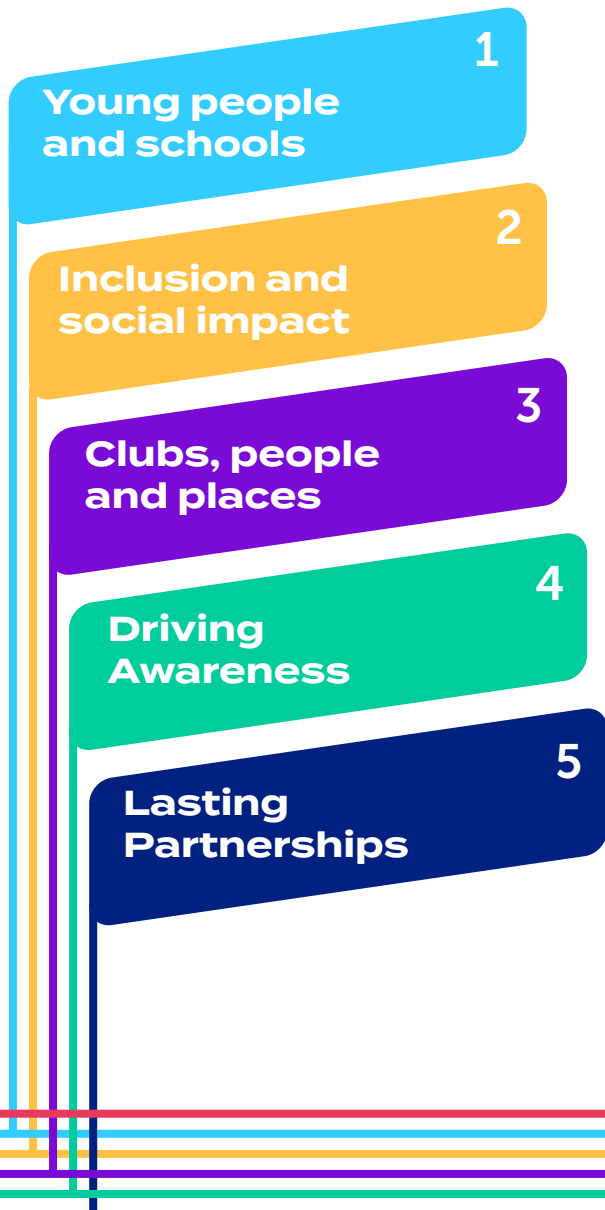 1
Young people
and schools
2
Inclusion and
social impact
3
Clubs, people
and places
4
Driving
Awareness
5
Lasting
Partnerships